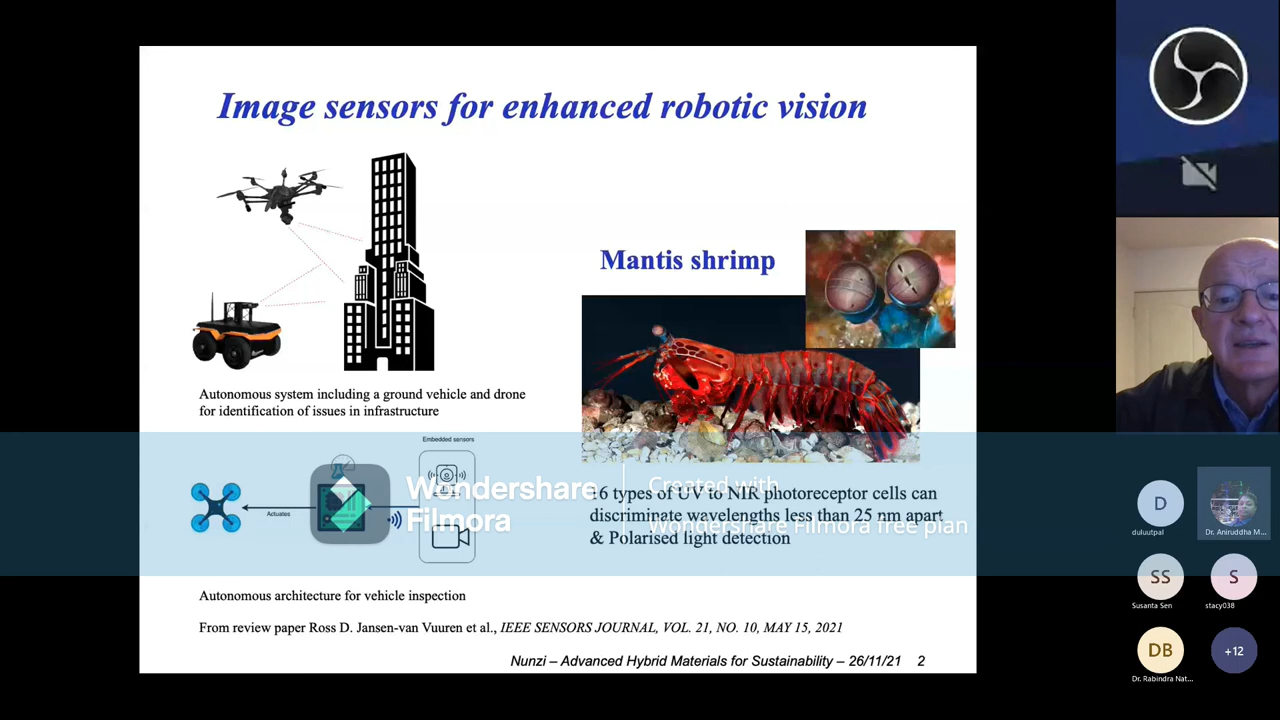 Image sensors for enhanced robotic vision
Mantis shrimp
Autonomous system including a ground vehicle and drone
for identification of issues in infrastructure
Embedded sensors
Actuates
Wondershare
Filmora
Created with
Wondershare Filmora free plan
16 types of UV to NIR photoreceptor cells can
discriminate wavelengths less than 25 nm apart
& Polarised light detection
Autonomous architecture for vehicle inspection
From review paper Ross D. Jansen-van Vuuren et al., IEEE SENSORS JOURNAL, VOL. 21, NO. 10, MAY 15, 2021
Nunzi – Advanced Hybrid Materials for Sustainability – 26/11/21 2
D
duluutpal
Dr. Aniruddha M...
SS
Susanta Sen
S
stacy038
DB
Dr. Rabindra Nat...
+12